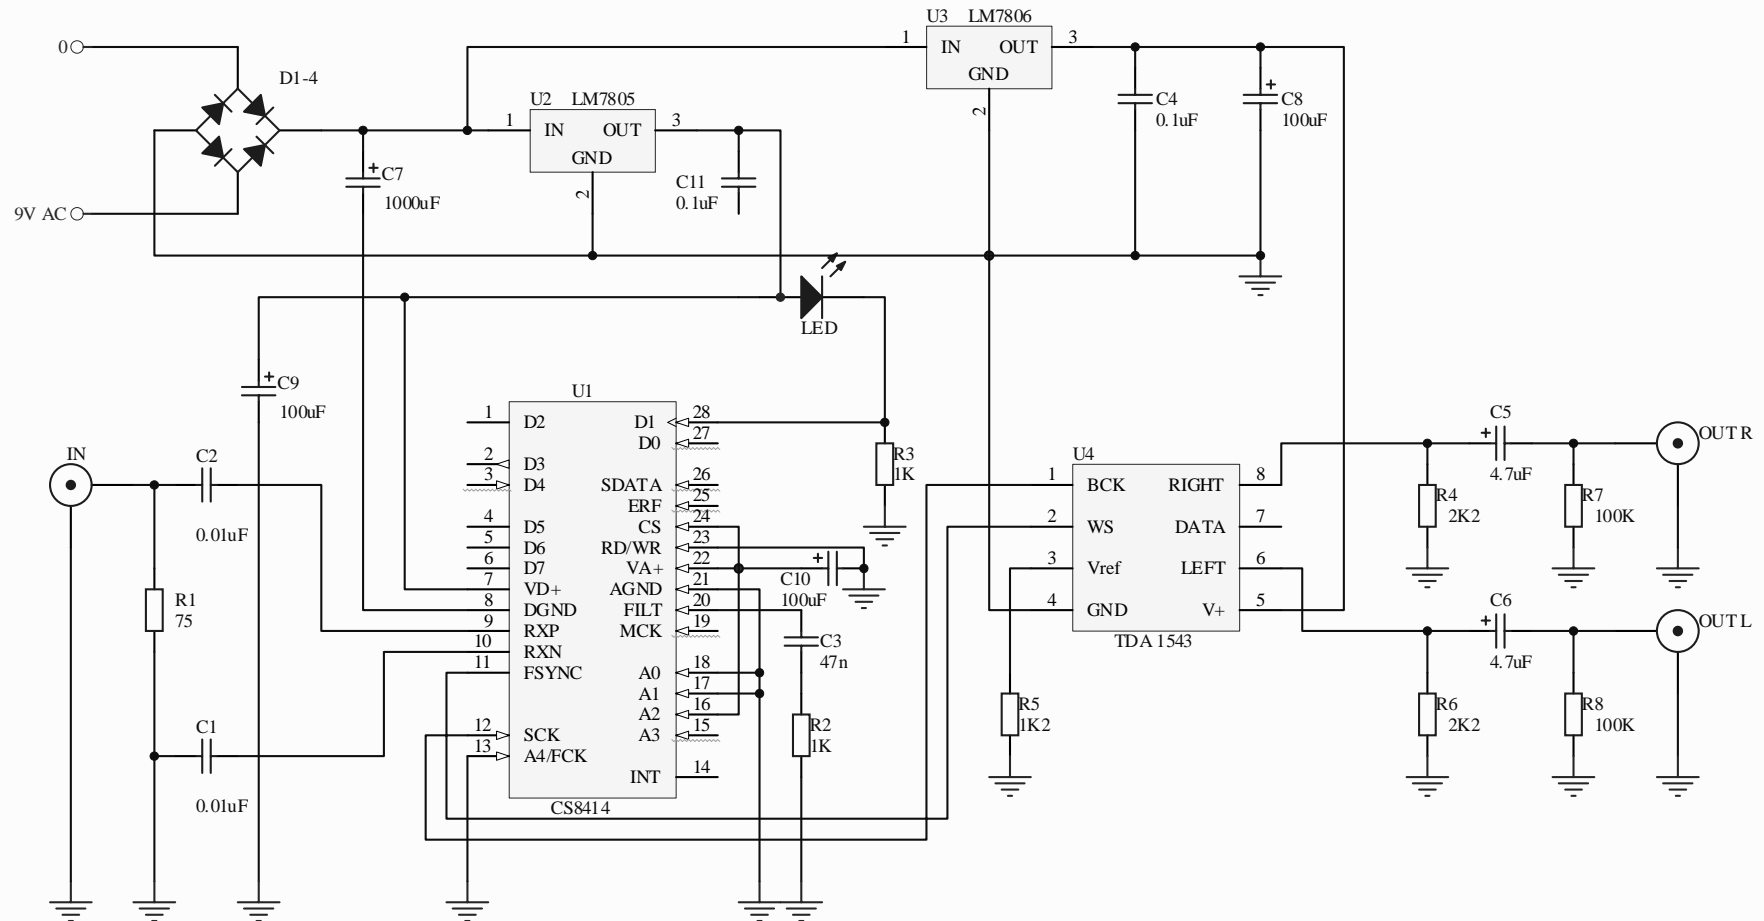 0
9V AC
D1-4
+
C7
1000uF
U2 LM7805
1 IN OUT 3
GND
2
C11
0.1uF
U3 LM7806
1 IN OUT 3
GND
2
C4
0.1uF
+
C8
100uF
LED
+
C9
100uF
IN
C2
0.01uF
R1
75
C1
0.01uF
U1
1 D2
2 D3
3 D4
4 D5
5 D6
6 D7
7 VD+
8 DGND
9 RXP
10 RXN
11 FSYNC
12 SCK
13 A4/FCK
D1 28
D0 27
SDATA 26
ERF 25
CS 24
RD/WR 23
VA+ 22
AGND 21
FILT 20
MCK 19
A0 18
A1 17
A2 16
A3 15
INT 14
CS8414
R3
1K
+
C10
100uF
C3
47n
R2
1K
U4
1 BCK RIGHT 8
2 WS DATA 7
3 Vref LEFT 6
4 GND V+ 5
TDA1543
R5
1K2
C5
+
4.7uF
OUT R
R4
2K2
R7
100K
C6
+
4.7uF
OUT L
R6
2K2
R8
100K